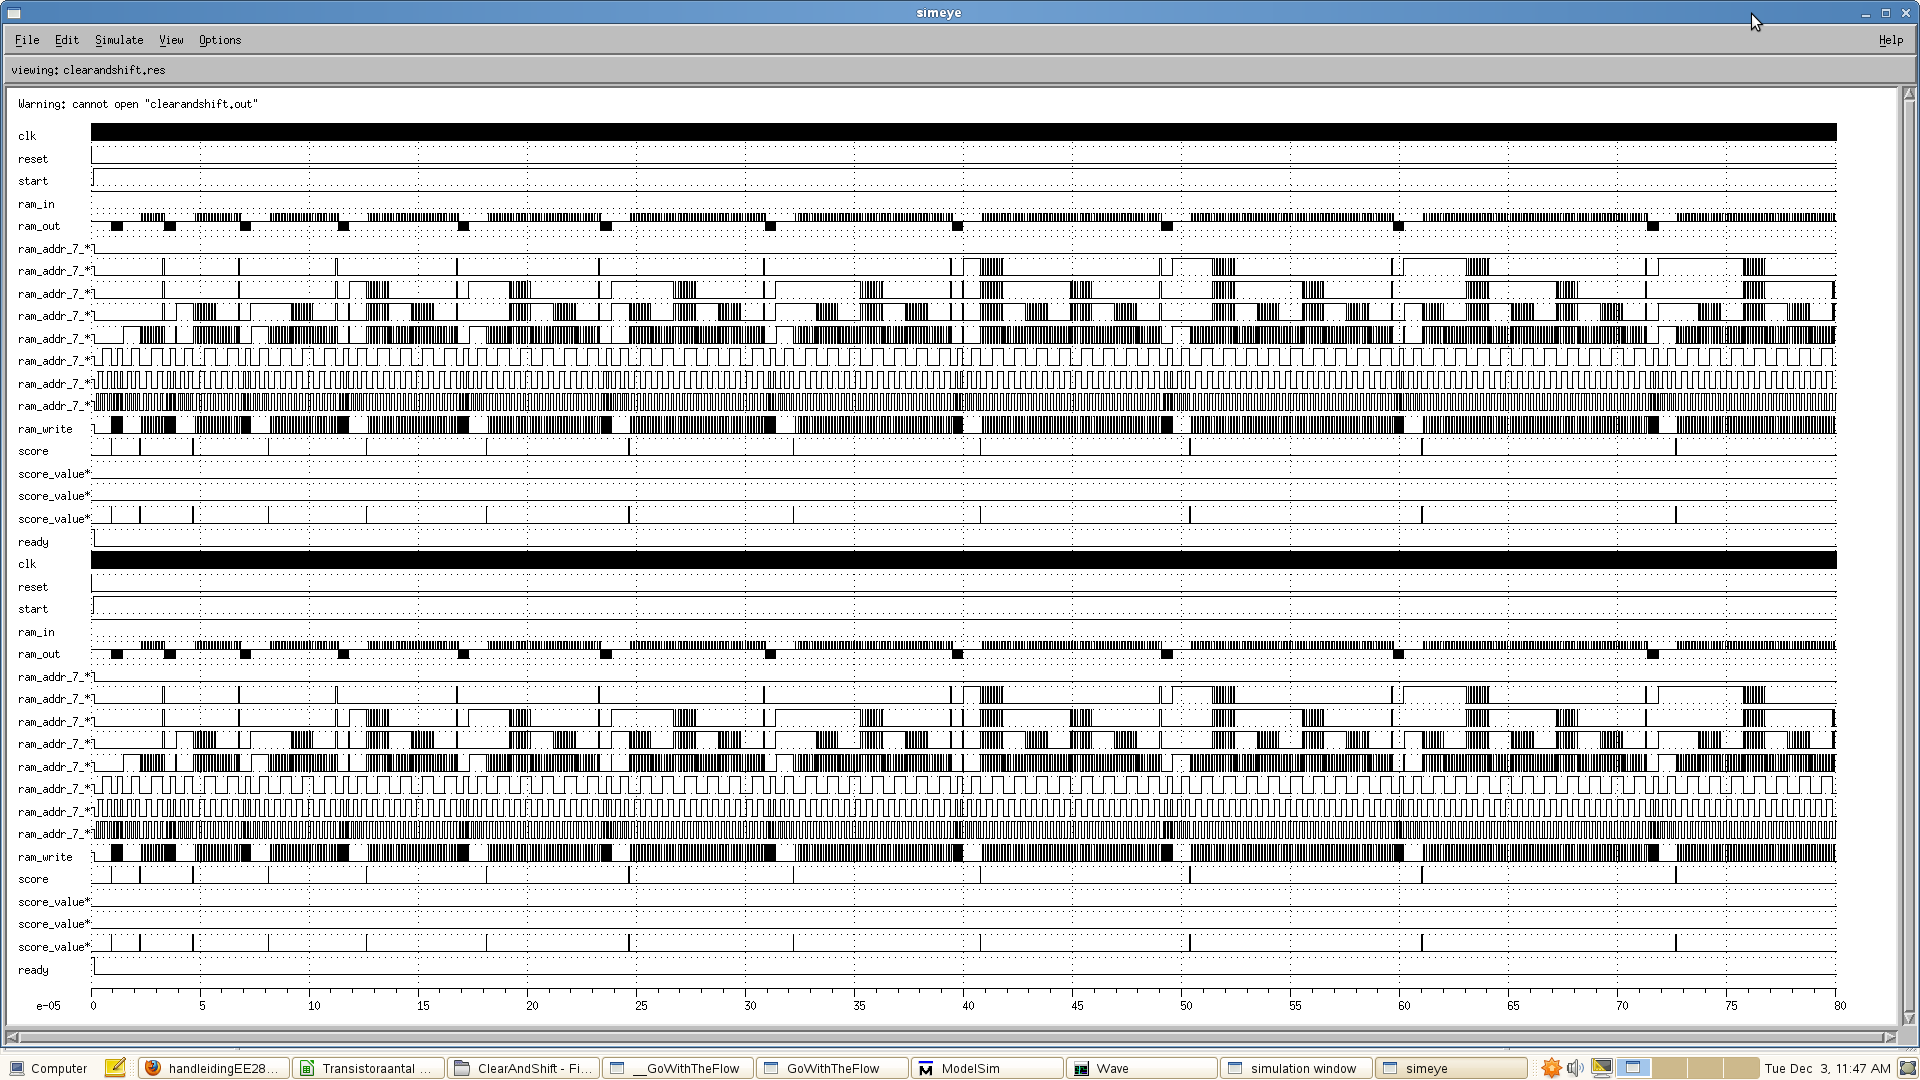 simeye
File Edit Simulate View Options Help
viewing: clearandshift.res
Warning: cannot open "clearandshift.out"
clk
reset
start
ram_in
ram_out
ram_addr_7_*
ram_addr_7_*
ram_addr_7_*
ram_addr_7_*
ram_addr_7_*
ram_addr_7_*
ram_addr_7_*
ram_addr_7_*
ram_write
score
score_value*
score_value*
score_value*
ready
clk
reset
start
ram_in
ram_out
ram_addr_7_*
ram_addr_7_*
ram_addr_7_*
ram_addr_7_*
ram_addr_7_*
ram_addr_7_*
ram_addr_7_*
ram_addr_7_*
ram_write
score
score_value*
score_value*
score_value*
ready
e-05 0 5 10 15 20 25 30 35 40 45 50 55 60 65 70 75 80
Computer handleidingEE28... Transistoraantal ... ClearAndShift - Fi... __GoWithTheFlow GoWithTheFlow ModelSim Wave simulation window simeye Tue Dec 3, 11:47 AM